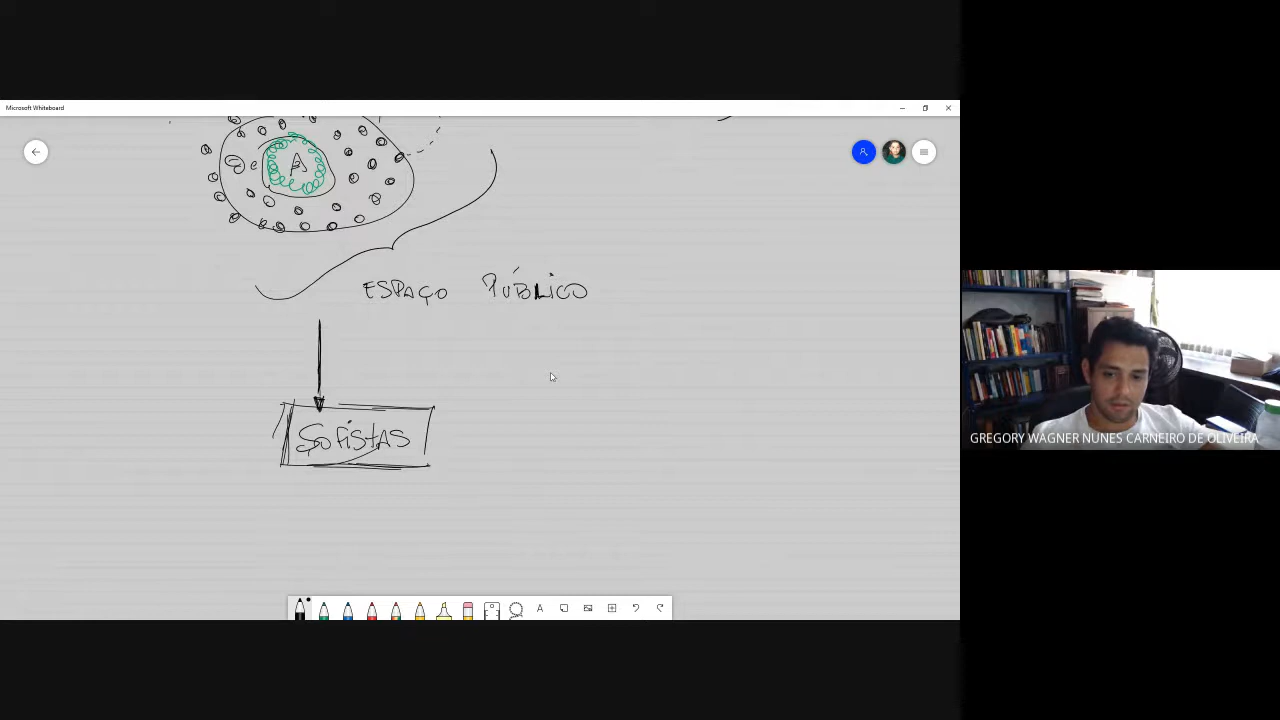 Microsoft Whiteboard
A
ESPAÇO PÚBLICO
SOFISTAS
GREGORY WAGNER NUNES CARNEIRO DE OLIVEIRA
A